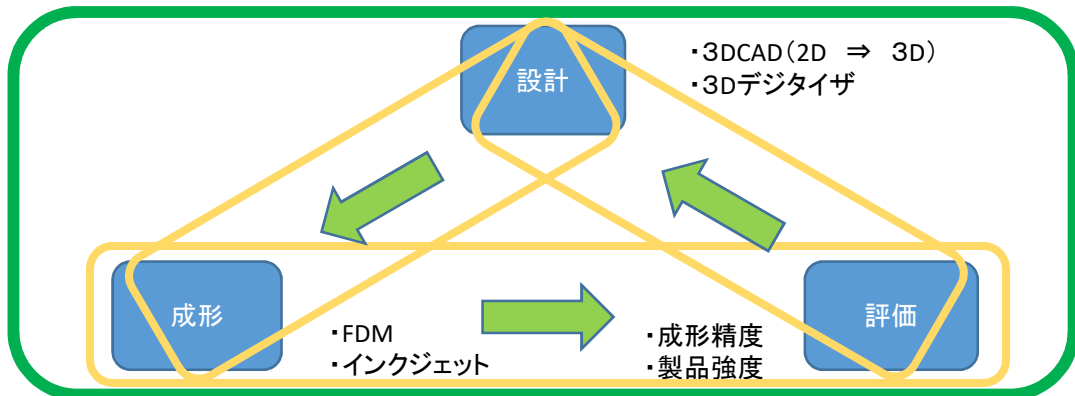 設計
・３DCAD（2D　⇒　３D）
・３Dデジタイザ
成形
・FDM
・インクジェット
・成形精度
・製品強度
評価